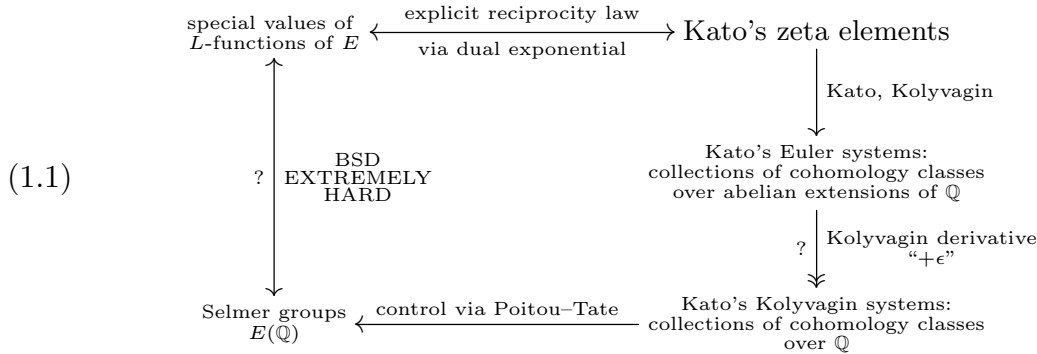 special values of
L-functions of E
explicit reciprocity law
via dual exponential
Kato's zeta elements
Kato, Kolyvagin
(1.1)
?
BSD
EXTREMELY
HARD
Kato's Euler systems:
collections of cohomology classes
over abelian extensions of ℚ
?
Kolyvagin derivative
“+ϵ”
Selmer groups
E(ℚ)
control via Poitou–Tate
Kato's Kolyvagin systems:
collections of cohomology classes
over ℚ